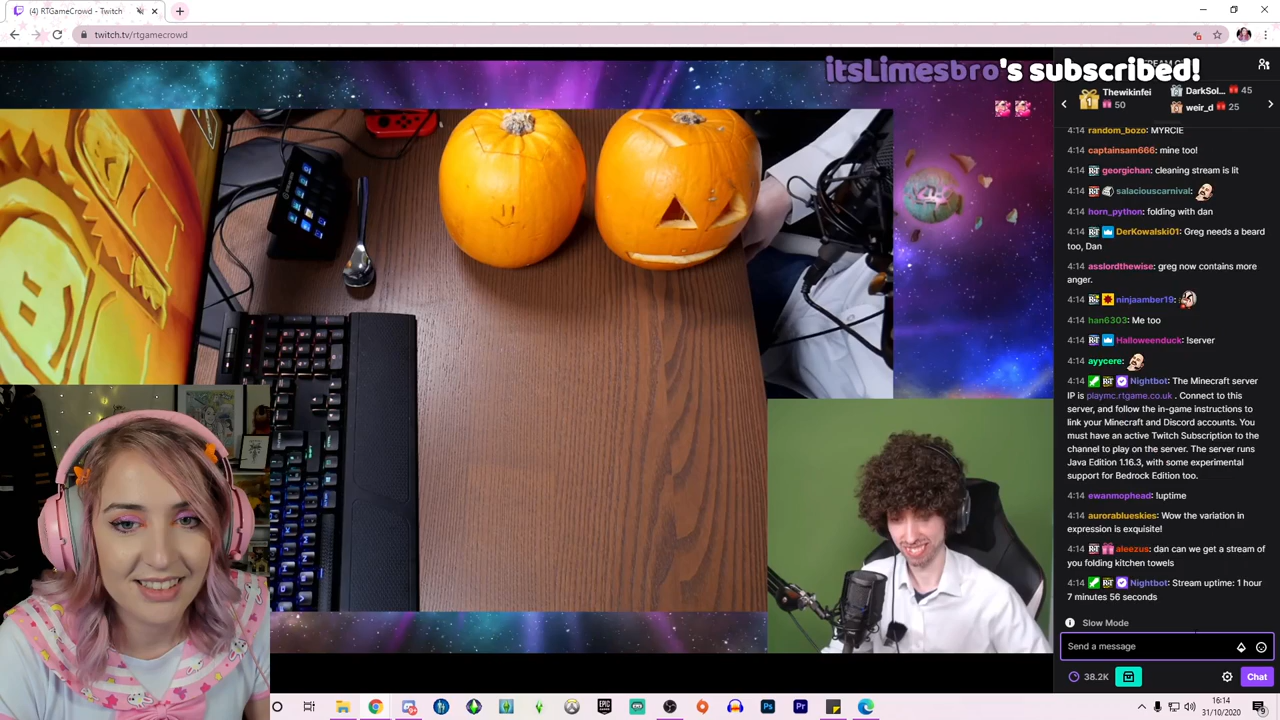 (4) RTGameCrowd - Twitch
twitch.tv/rtgamecrowd
itsLimesbro's subscribed!
Thewikinfei
50
DarkSol... 45
weir_d 25
4:14 random_bozo: MYRCIE
4:14 captainsam666: mine too!
4:14 georgichan: cleaning stream is lit
4:14 salaciouscarnival:
4:14 horn_python: folding with dan
4:14 DerKowalski01: Greg needs a beard
too, Dan
4:14 asslordthewise: greg now contains more
anger.
4:14 ninjaamber19:
4:14 han6303: Me too
4:14 Halloweenduck: !server
ayycere:
4:14 Nightbot: The Minecraft server
IP is playmc.rtgame.co.uk . Connect to this
server, and follow the in-game instructions to
link your Minecraft and Discord accounts. You
must have an active Twitch Subscription to the
channel to play on the server. The server runs
Java Edition 1.16.3, with some experimental
support for Bedrock Edition too.
4:14 ewanmophead: !uptime
4:14 aurorablueskies: Wow the variation in
expression is exquisite!
4:14 aleezus: dan can we get a stream of
you folding kitchen towels
4:14 Nightbot: Stream uptime: 1 hour
7 minutes 56 seconds
Slow Mode
Send a message
38.2K
Chat
EPIC
Ps
Pr
16:14
31/10/2020